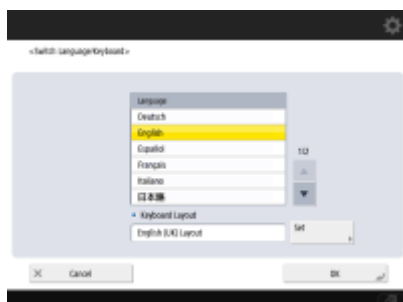 <Switch Language/Keyboard>
Language
Deutsch
English
Español
Français
Italiano
日本語
1/2
Keyboard Layout
English (UK) Layout
Set
Cancel
OK